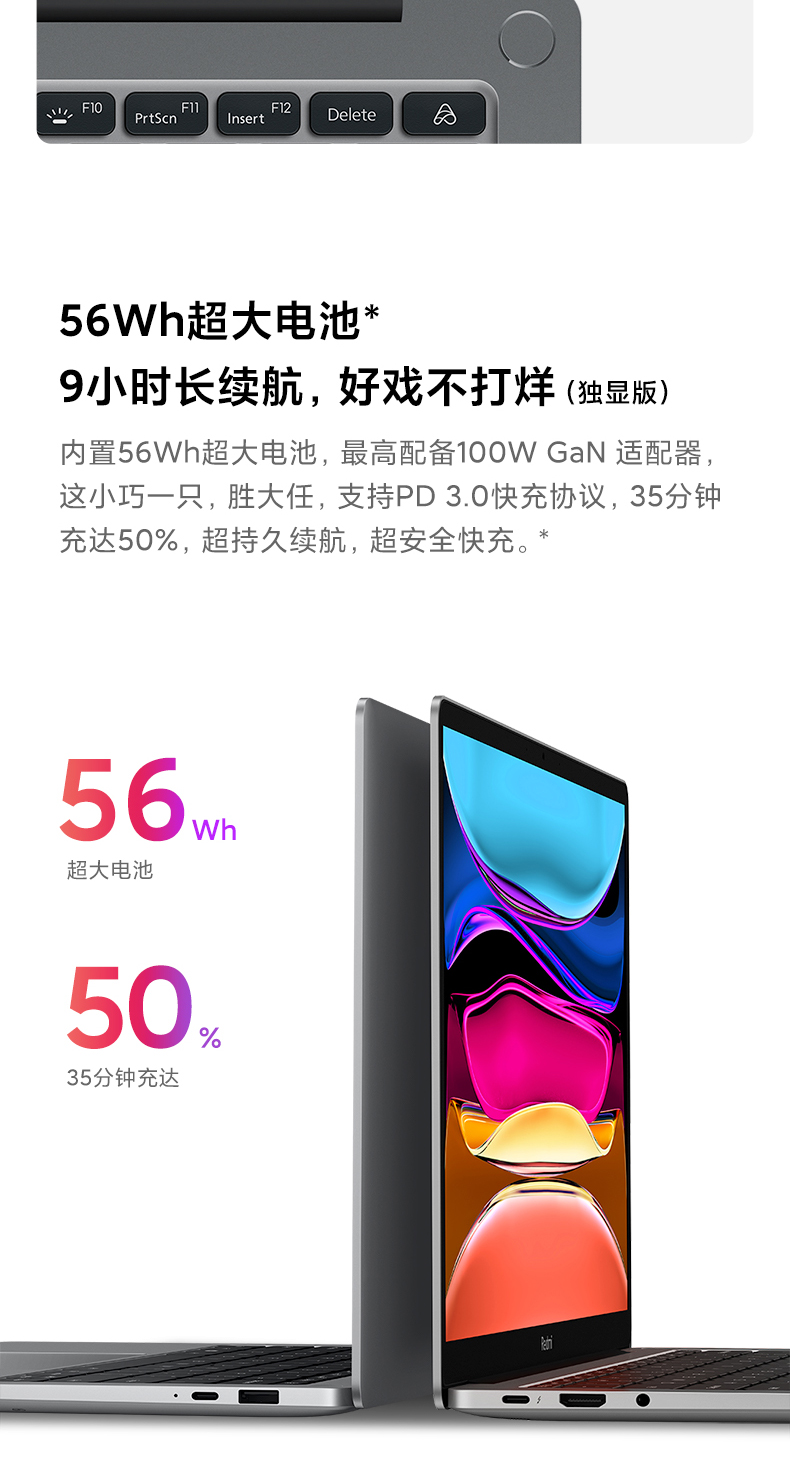 F10
PrtScn F11
Insert F12
Delete
56Wh超大电池*
9小时长续航，好戏不打烊（独显版）
内置56Wh超大电池，最高配备100W GaN 适配器，
这小巧一只，胜大任，支持PD 3.0快充协议，35分钟
充达50%，超持久续航，超安全快充。*
56Wh
超大电池
50%
35分钟充达
Redmi